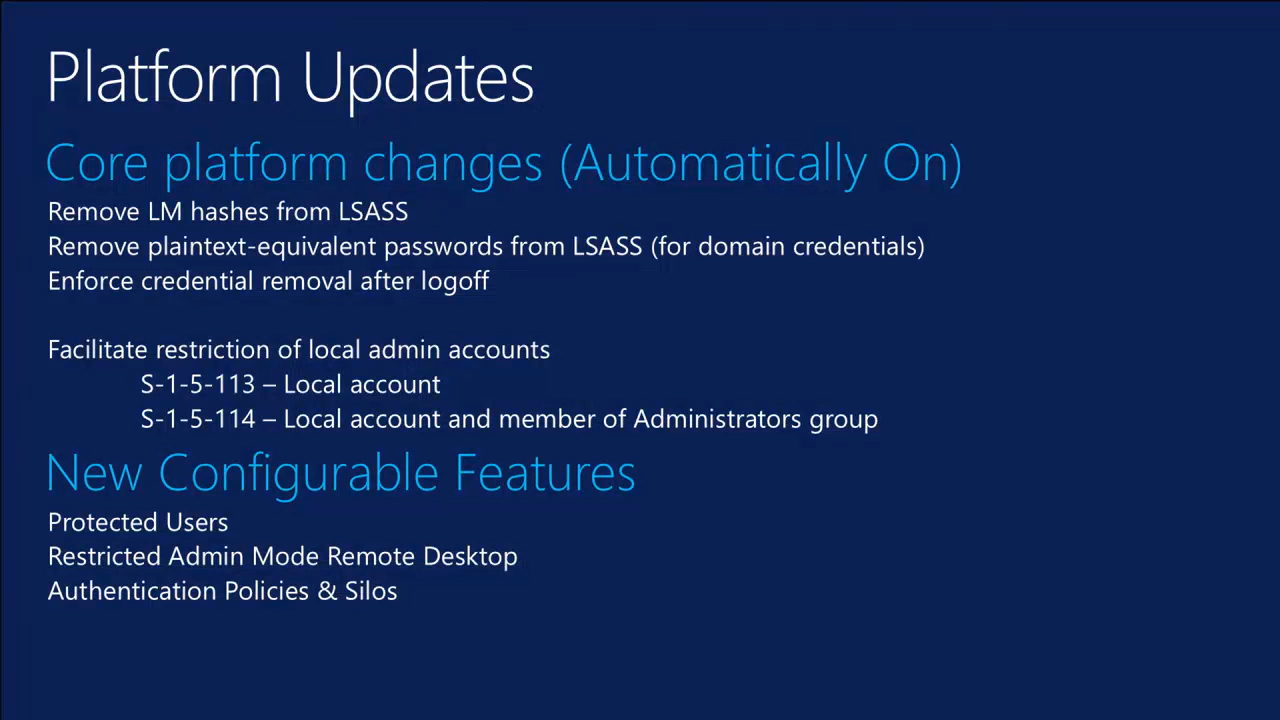 Platform Updates
Core platform changes (Automatically On)
Remove LM hashes from LSASS
Remove plaintext-equivalent passwords from LSASS (for domain credentials)
Enforce credential removal after logoff
Facilitate restriction of local admin accounts
S-1-5-113 – Local account
S-1-5-114 – Local account and member of Administrators group
New Configurable Features
Protected Users
Restricted Admin Mode Remote Desktop
Authentication Policies & Silos